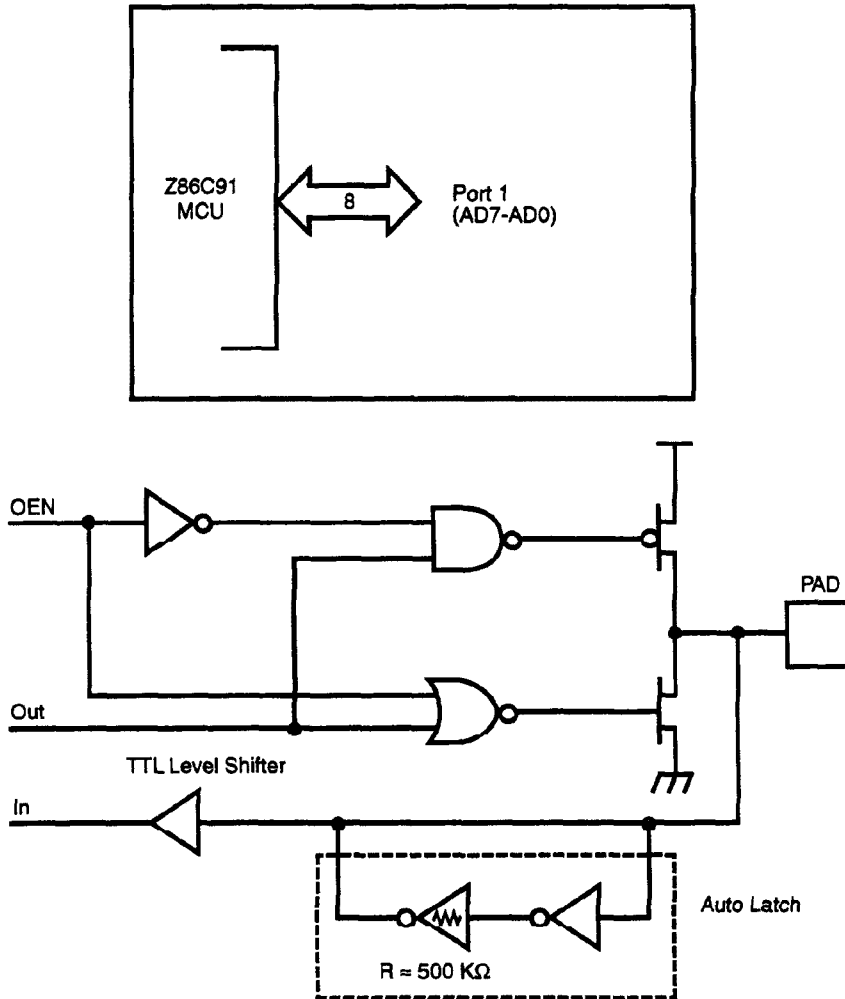 Z86C91
MCU
8
Port 1
(AD7-AD0)
OEN
PAD
Out
TTL Level Shifter
In
Auto Latch
R ≈ 500 KΩ